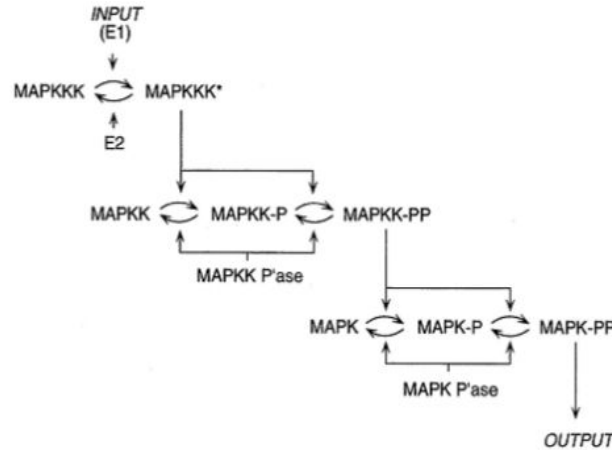 INPUT
(E1)
MAPKKK MAPKKK*
E2
MAPKK MAPKK-P MAPKK-PP
MAPKK P'ase
MAPK MAPK-P MAPK-PP
MAPK P'ase
OUTPUT